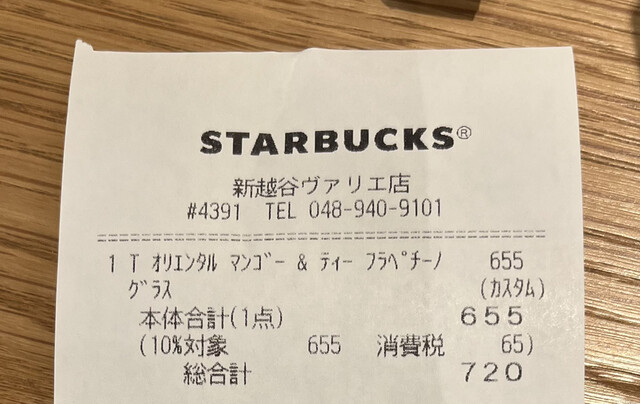 STARBUCKS®
新越谷ヴァリエ店
#4391 TEL 048-940-9101
1 T ｵﾘｴﾝﾀﾙ ﾏﾝｺﾞｰ & ﾃｨｰ ﾌﾗﾍﾟﾁｰﾉ 655
ｸﾞﾗｽ (ｶｽﾀﾑ)
本体合計(1点) 655
(10%対象 655 消費税 65)
総合計 720